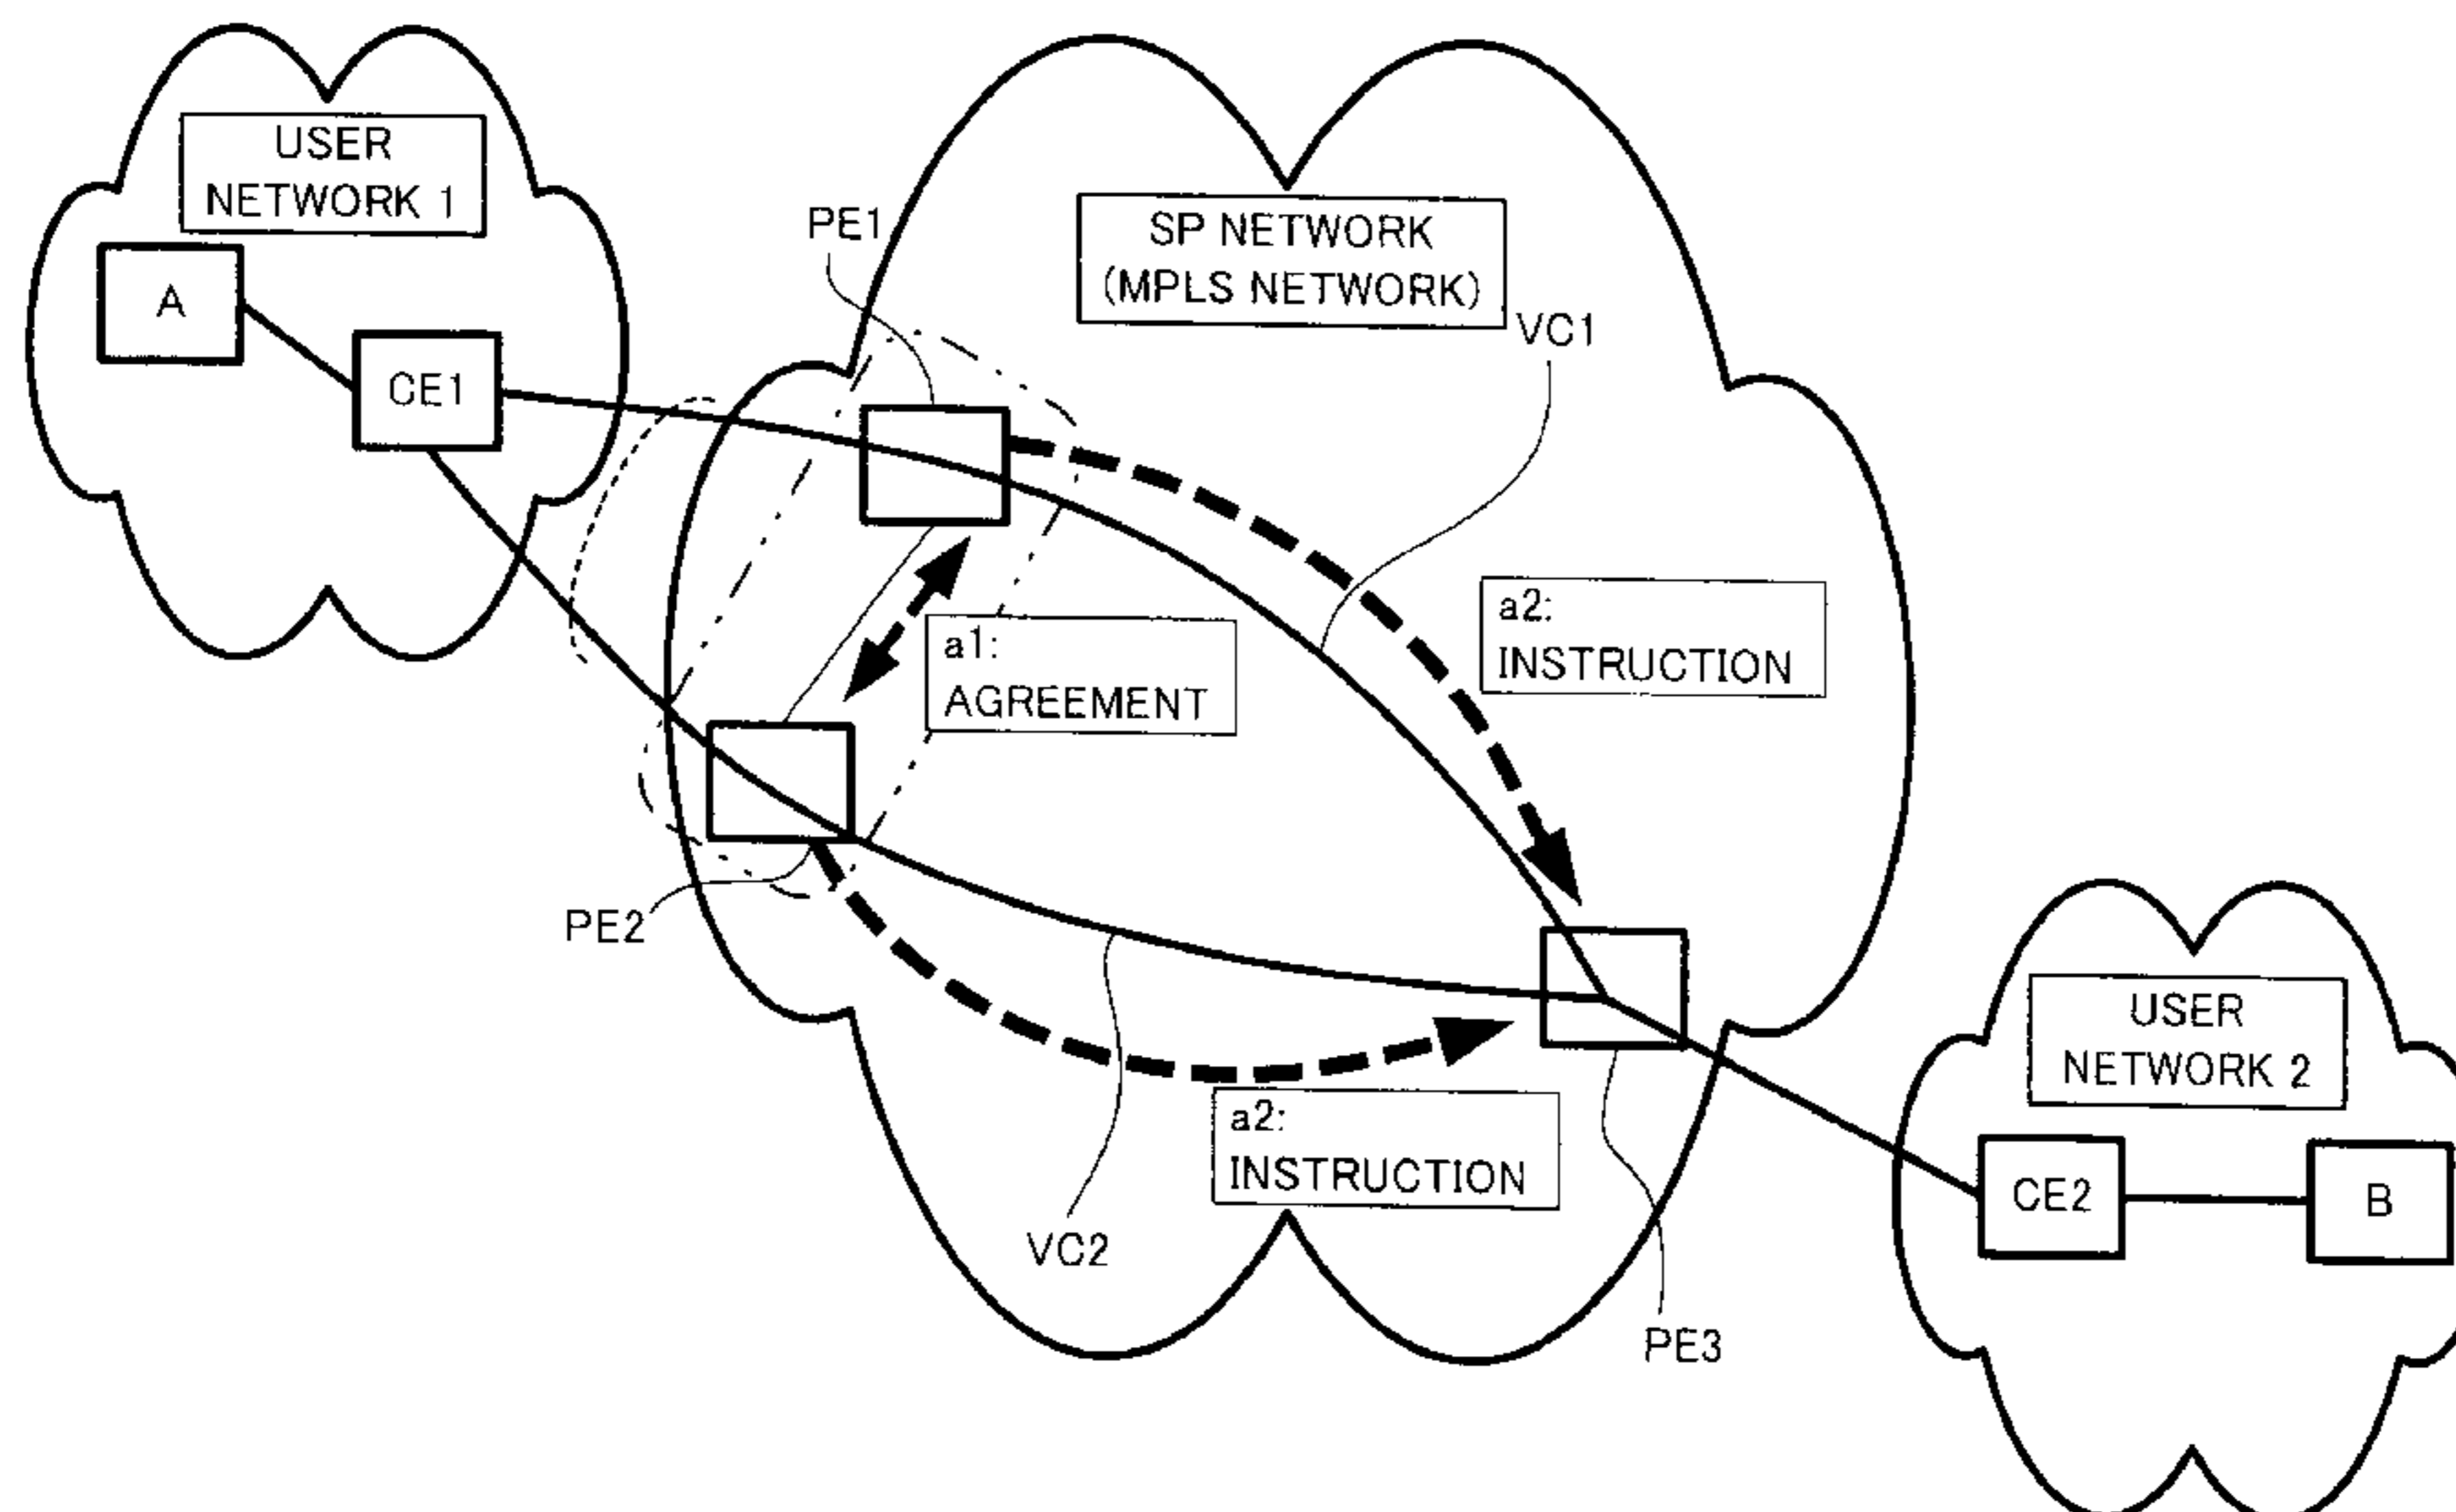 USER
NETWORK 1
A
CE1
PE1
SP NETWORK
(MPLS NETWORK)
VC1
a1:
AGREEMENT
a2:
INSTRUCTION
PE2
a2:
INSTRUCTION
VC2
PE3
USER
NETWORK 2
CE2
B